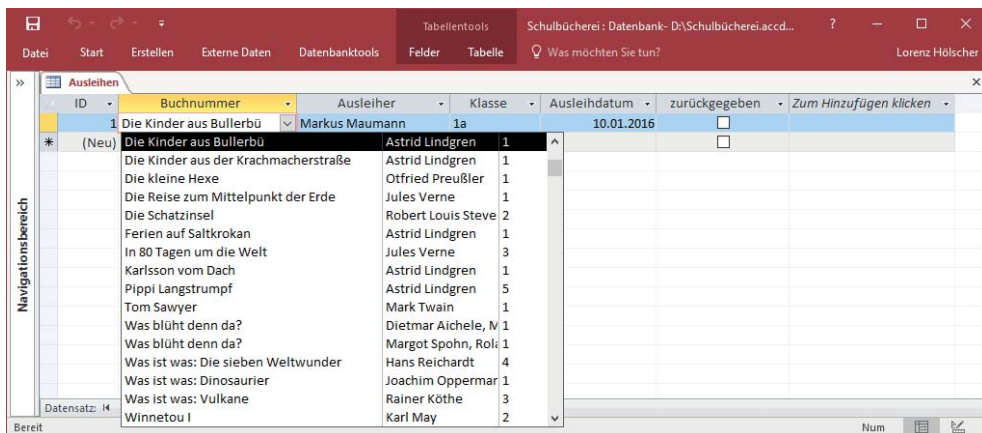 Tabellentools Schulbücherei : Datenbank- D:\Schulbücherei.accd... ?
Datei Start Erstellen Externe Daten Datenbanktools Felder Tabelle Was möchten Sie tun? Lorenz Hölscher
Ausleihen
ID Buchnummer Ausleiher Klasse Ausleihdatum zurückgegeben Zum Hinzufügen klicken
1 Die Kinder aus Bullerbü Markus Maumann 1a 10.01.2016
(Neu) Die Kinder aus Bullerbü Astrid Lindgren 1
Die Kinder aus der Krachmacherstraße Astrid Lindgren 1
Die kleine Hexe Otfried Preußler 1
Die Reise zum Mittelpunkt der Erde Jules Verne 1
Die Schatzinsel Robert Louis Steve 2
Ferien auf Saltkrokan Astrid Lindgren 1
In 80 Tagen um die Welt Jules Verne 3
Karlsson vom Dach Astrid Lindgren 1
Pippi Langstrumpf Astrid Lindgren 5
Tom Sawyer Mark Twain 1
Was blüht denn da? Dietmar Aichele, M 1
Was blüht denn da? Margot Spohn, Rola 1
Was ist was: Die sieben Weltwunder Hans Reichardt 4
Was ist was: Dinosaurier Joachim Opperman 1
Was ist was: Vulkane Rainer Köthe 3
Winnetou I Karl May 2
Navigationsbereich
Datensatz:
Bereit Num